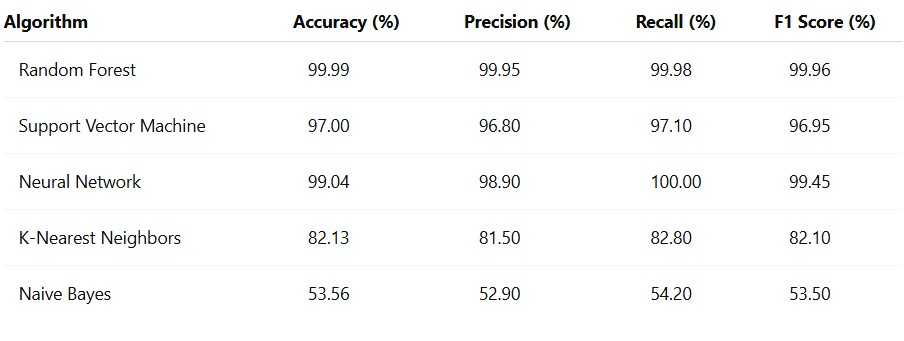 Algorithm Accuracy (%) Precision (%) Recall (%) F1 Score (%)
Random Forest 99.99 99.95 99.98 99.96
Support Vector Machine 97.00 96.80 97.10 96.95
Neural Network 99.04 98.90 100.00 99.45
K-Nearest Neighbors 82.13 81.50 82.80 82.10
Naive Bayes 53.56 52.90 54.20 53.50